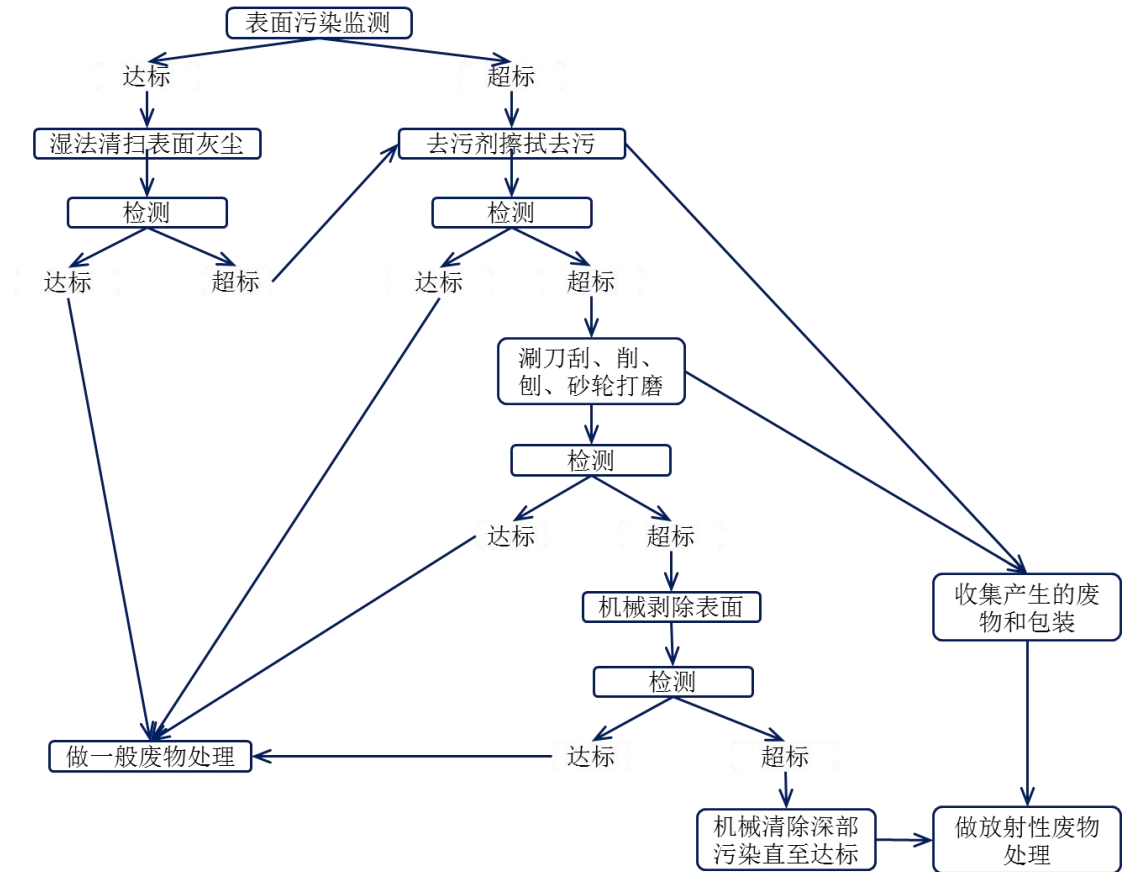 表面污染监测
达标
超标
湿法清扫表面灰尘
去污剂擦拭去污
检测
检测
达标
超标
达标
超标
涮刀刮、削、
刨、砂轮打磨
检测
达标
超标
收集产生的废
物和包装
机械剥除表面
检测
做一般废物处理
达标
超标
机械清除深部
污染直至达标
做放射性废物
处理